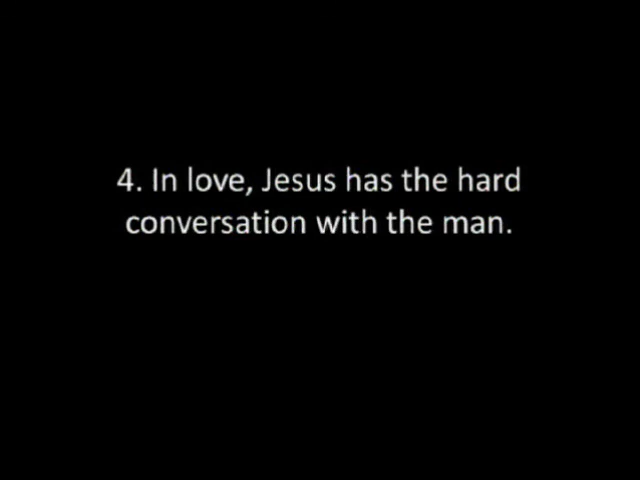 4. In love, Jesus has the hard
conversation with the man.